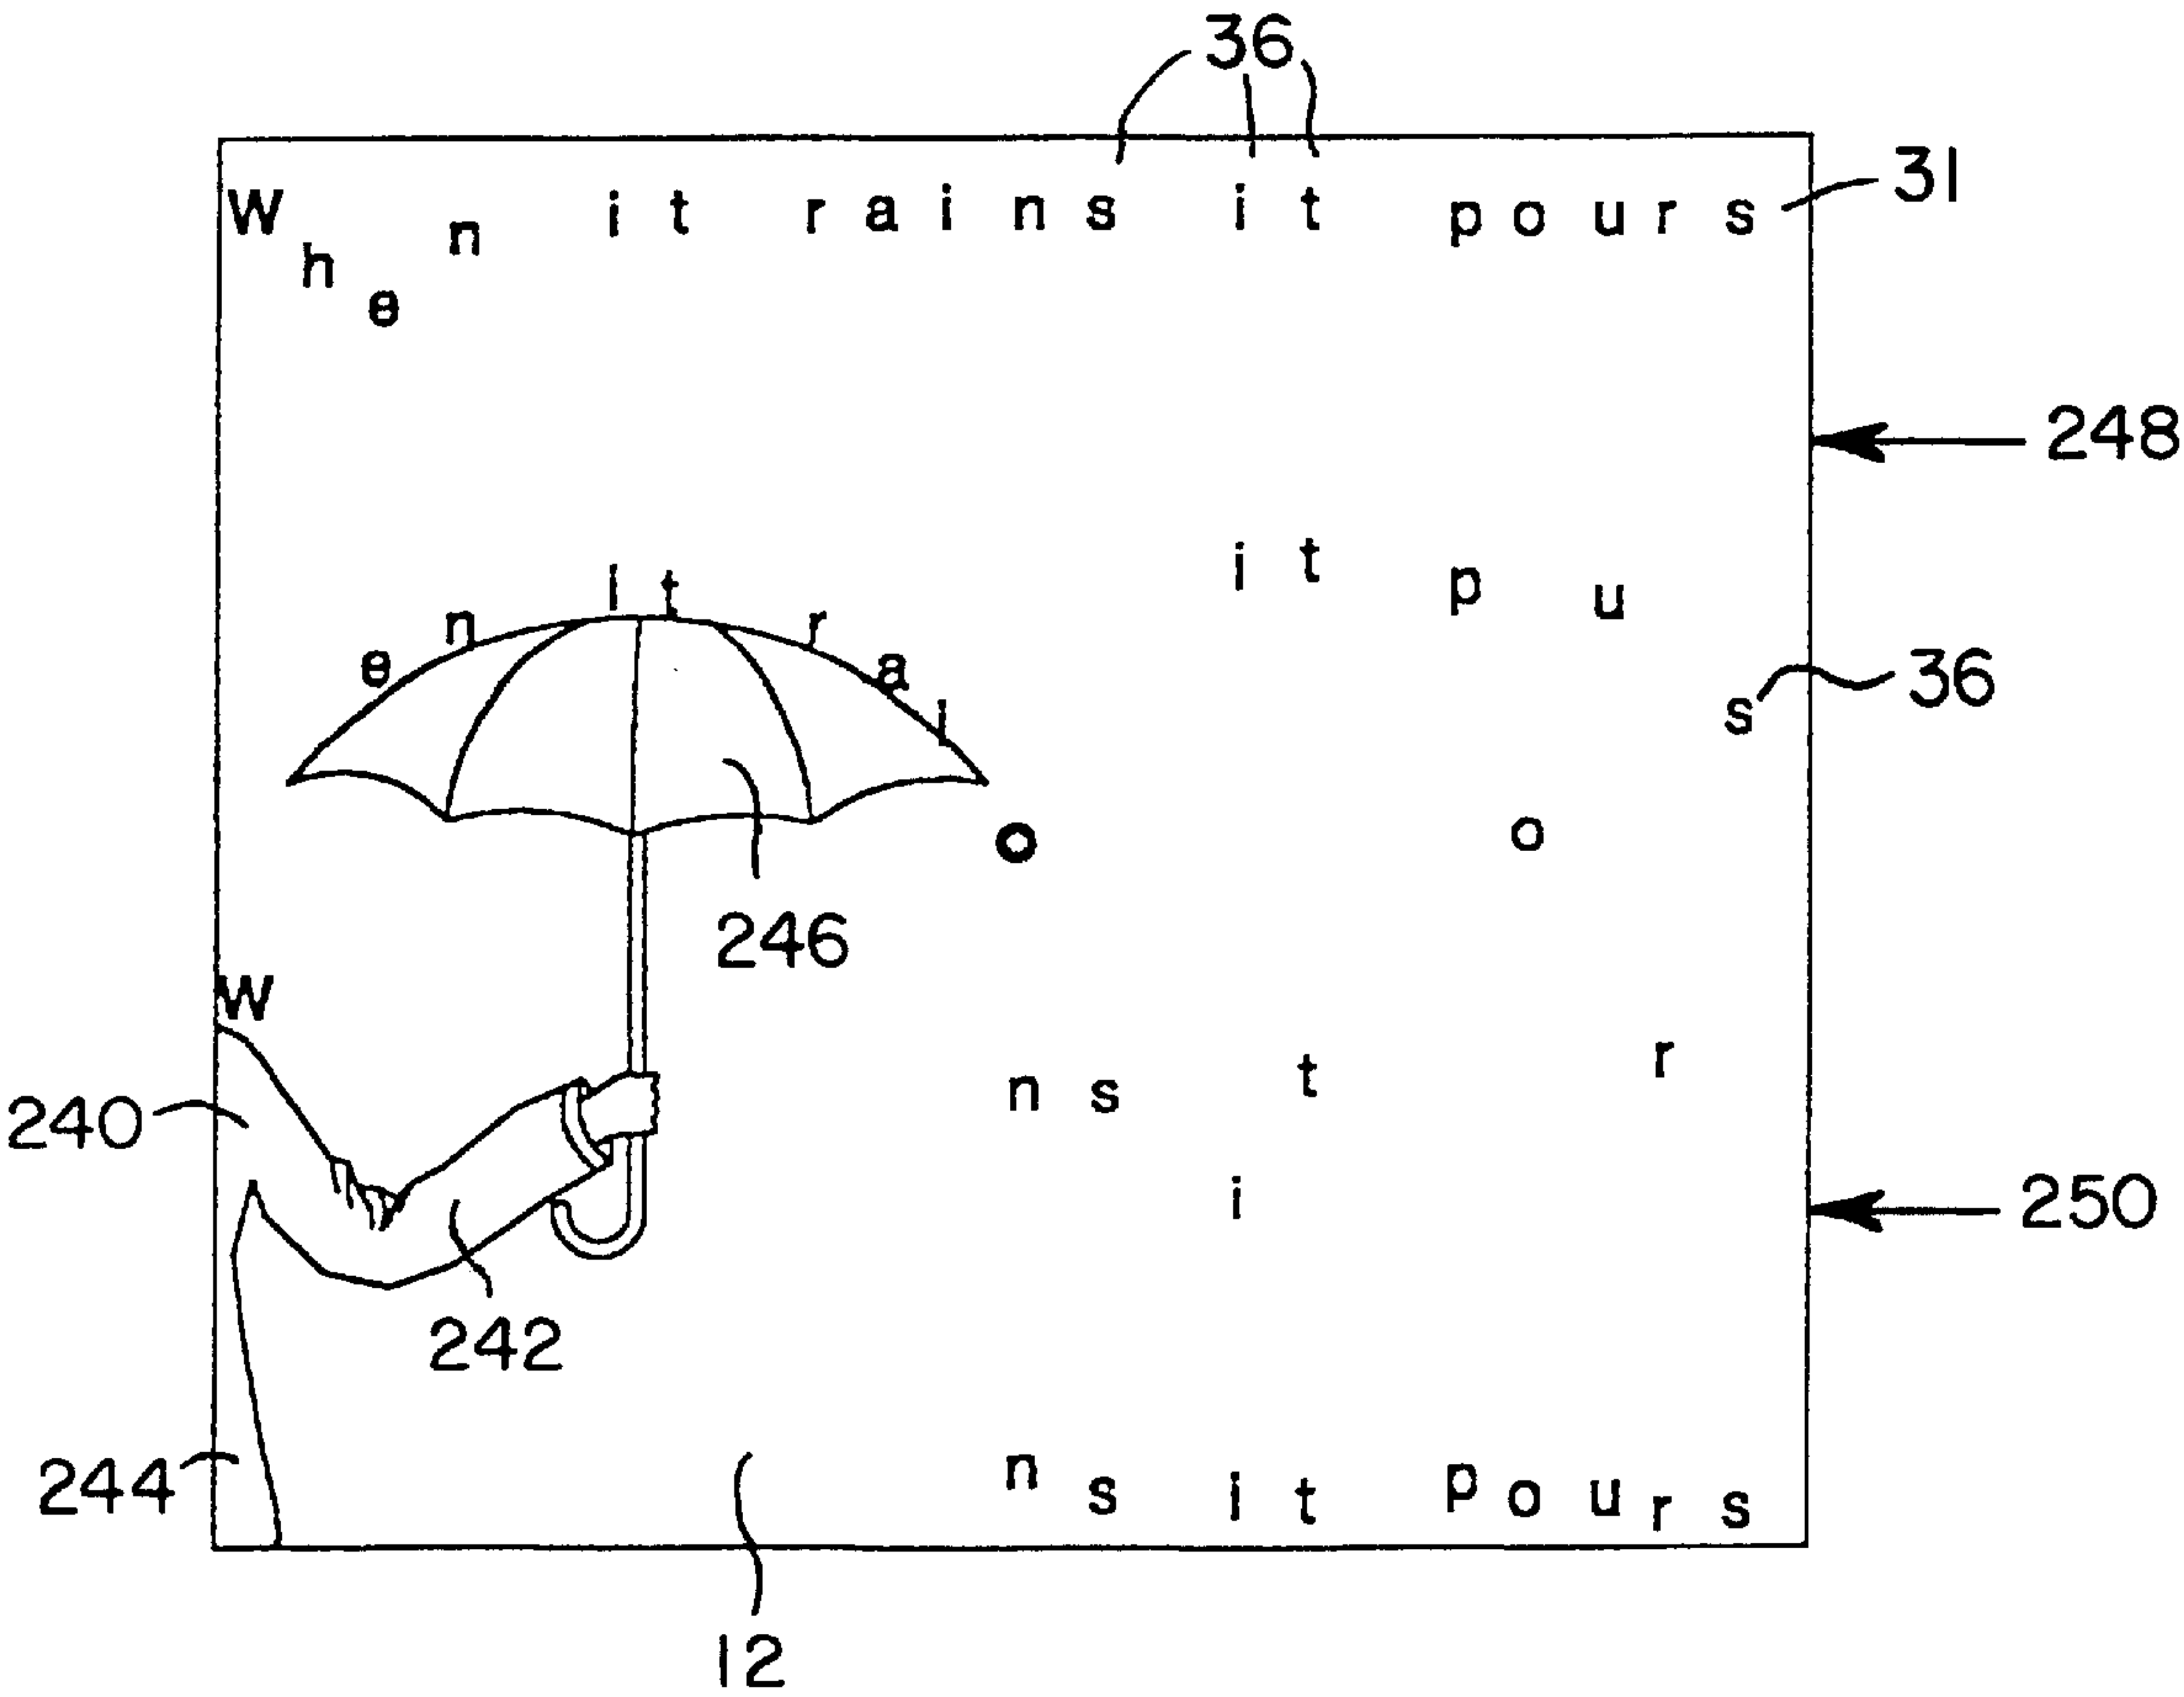 36
31
W h e n i t r a i n s i t p o u r s
248
i t p u
e n i t r a i
s 36
o o
246
W
r
n s t
240
i
250
242
n s i t p o u r s
244
12